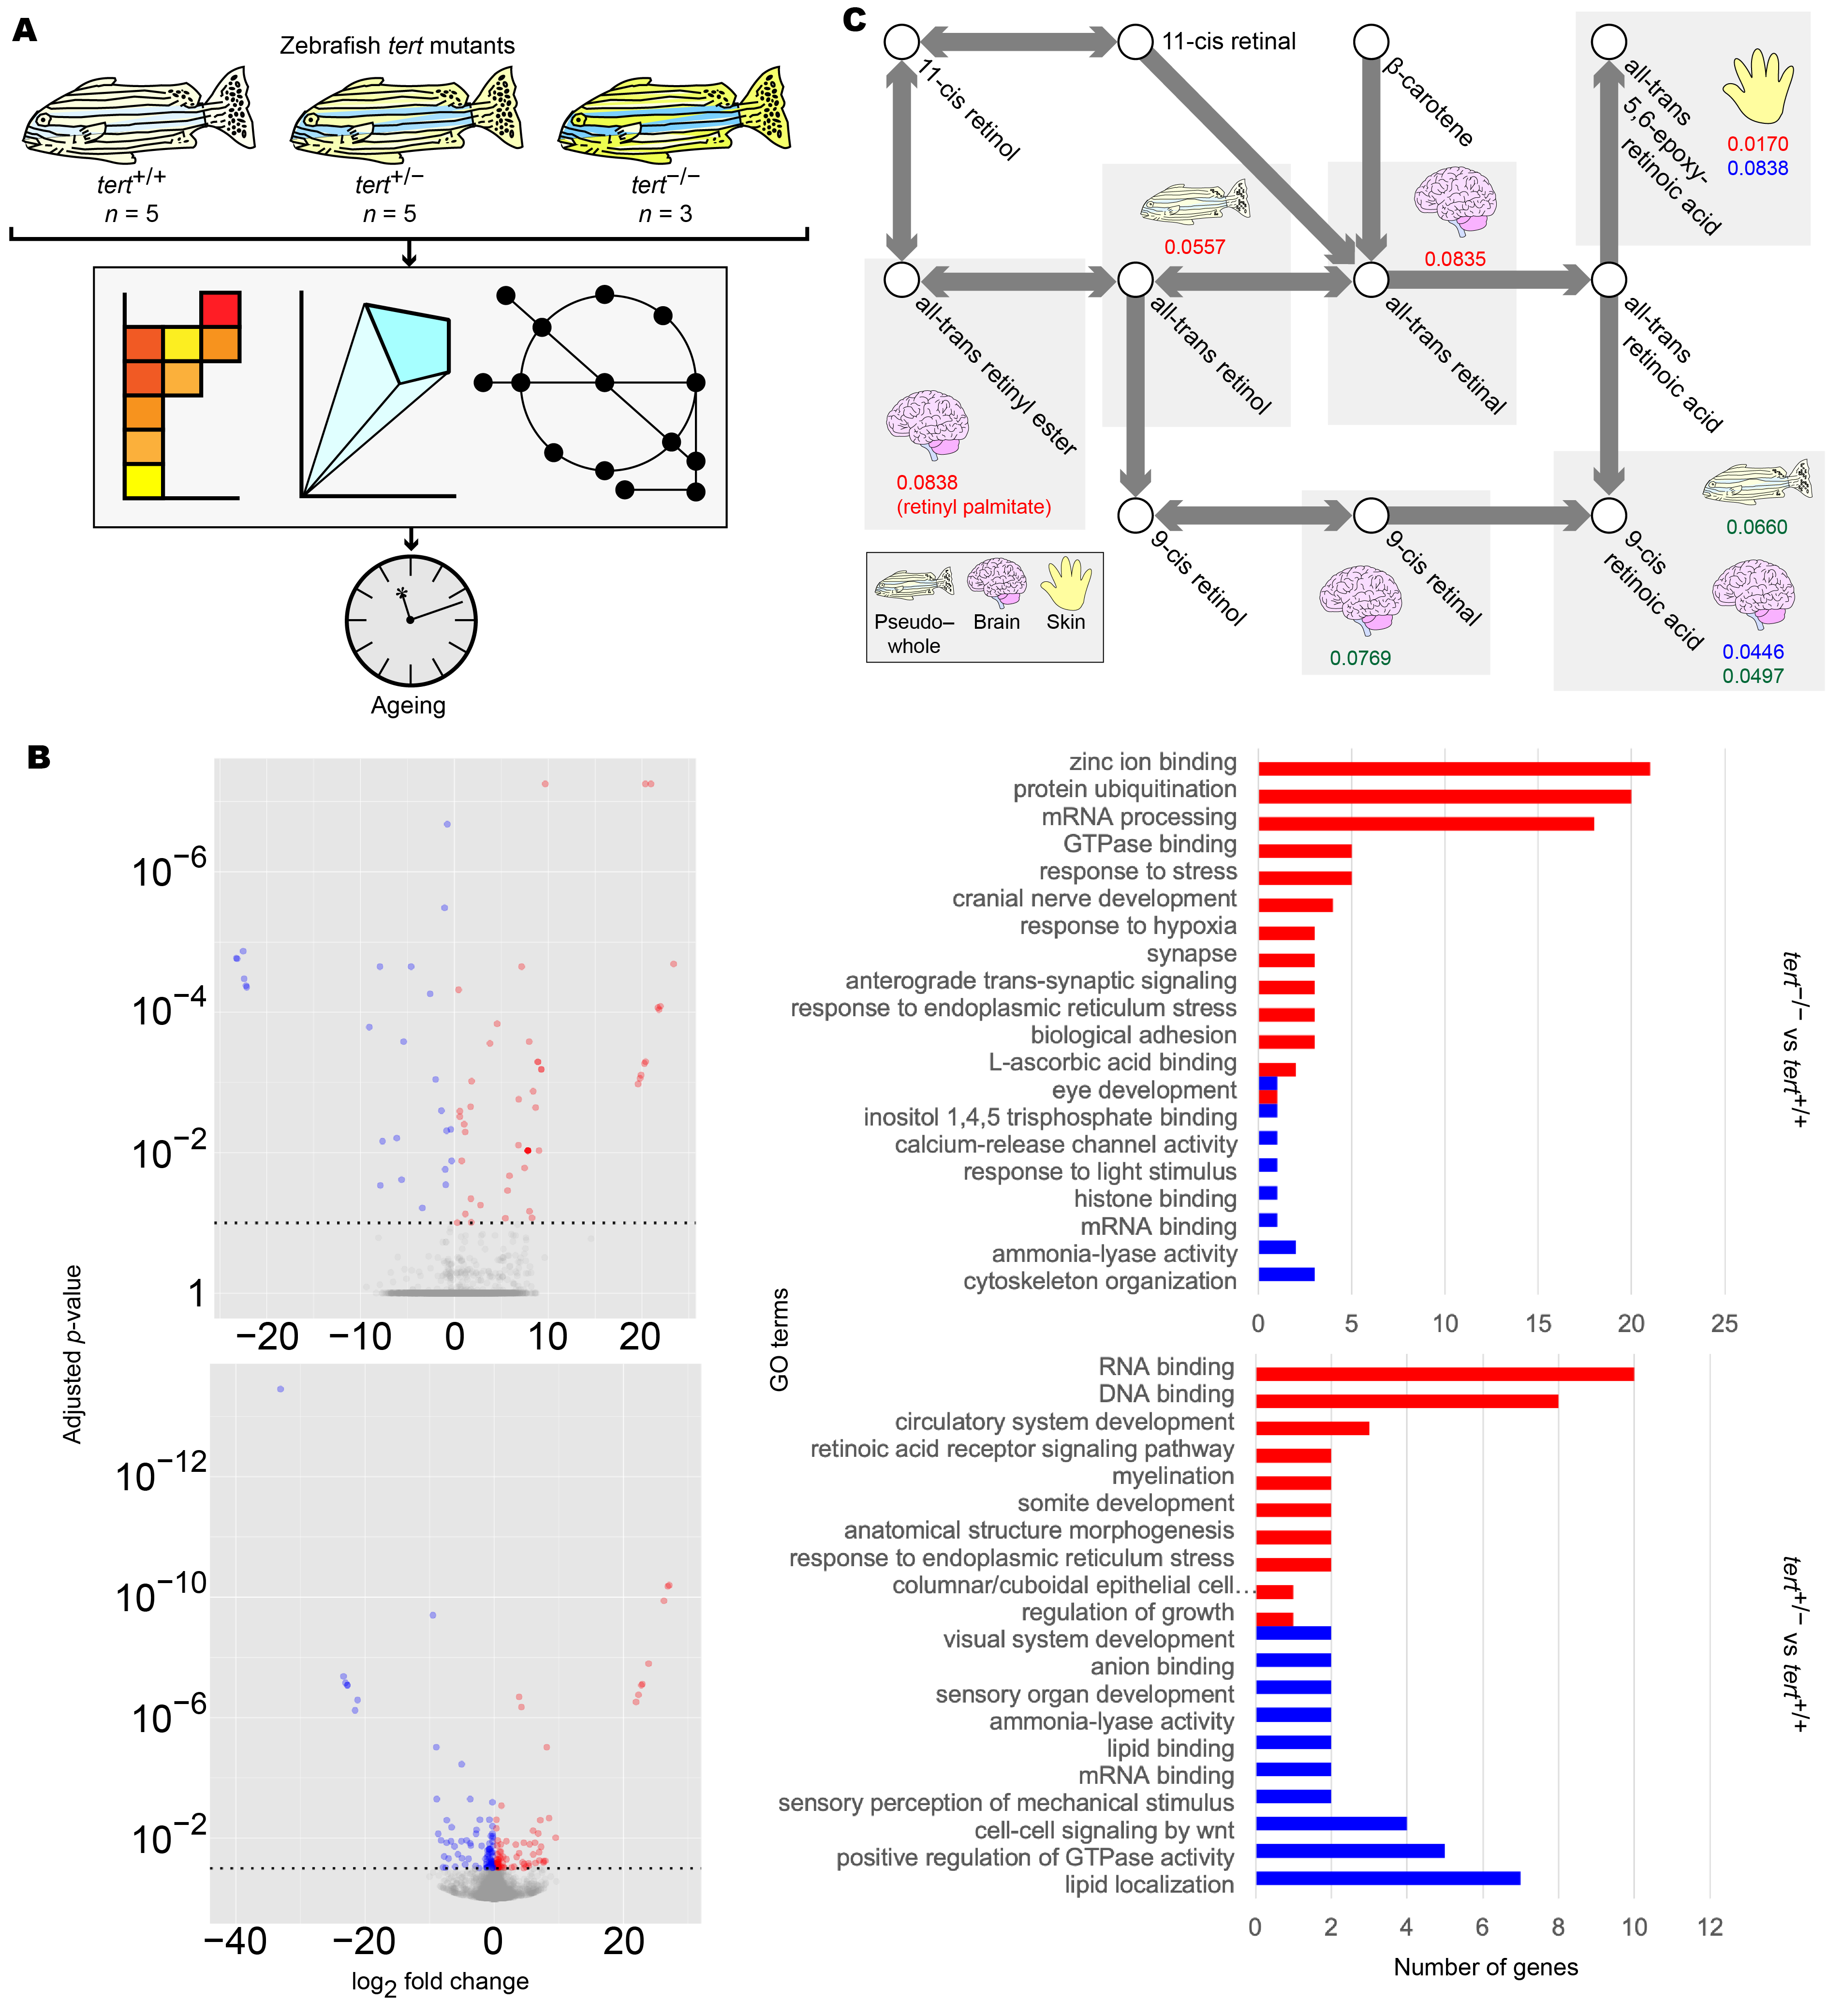 A
Zebrafish tert mutants
tert+/+
n = 5
tert+/−
n = 5
tert−/−
n = 3
*
Ageing
C
11-cis retinol
11-cis retinal
β-carotene
all-trans
5,6-epoxy-
retinoic acid
0.0170
0.0838
0.0557
0.0835
all-trans retinyl ester
all-trans retinol
all-trans retinal
all-trans
retinoic acid
0.0838
(retinyl palmitate)
9-cis retinol
9-cis retinal
9-cis
retinoic acid
0.0660
0.0769
0.0446
0.0497
Pseudo–
whole
Brain
Skin
B
Adjusted p-value
10−6
10−4
10−2
1
−20 −10 0 10 20
10−12
10−10
10−6
10−2
−40 −20 0 20
log2 fold change
GO terms
zinc ion binding
protein ubiquitination
mRNA processing
GTPase binding
response to stress
cranial nerve development
response to hypoxia
synapse
anterograde trans-synaptic signaling
response to endoplasmic reticulum stress
biological adhesion
L-ascorbic acid binding
eye development
inositol 1,4,5 trisphosphate binding
calcium-release channel activity
response to light stimulus
histone binding
mRNA binding
ammonia-lyase activity
cytoskeleton organization
0 5 10 15 20 25
tert−/− vs tert+/+
RNA binding
DNA binding
circulatory system development
retinoic acid receptor signaling pathway
myelination
somite development
anatomical structure morphogenesis
response to endoplasmic reticulum stress
columnar/cuboidal epithelial cell…
regulation of growth
visual system development
anion binding
sensory organ development
ammonia-lyase activity
lipid binding
mRNA binding
sensory perception of mechanical stimulus
cell-cell signaling by wnt
positive regulation of GTPase activity
lipid localization
0 2 4 6 8 10 12
Number of genes
tert+/− vs tert+/+